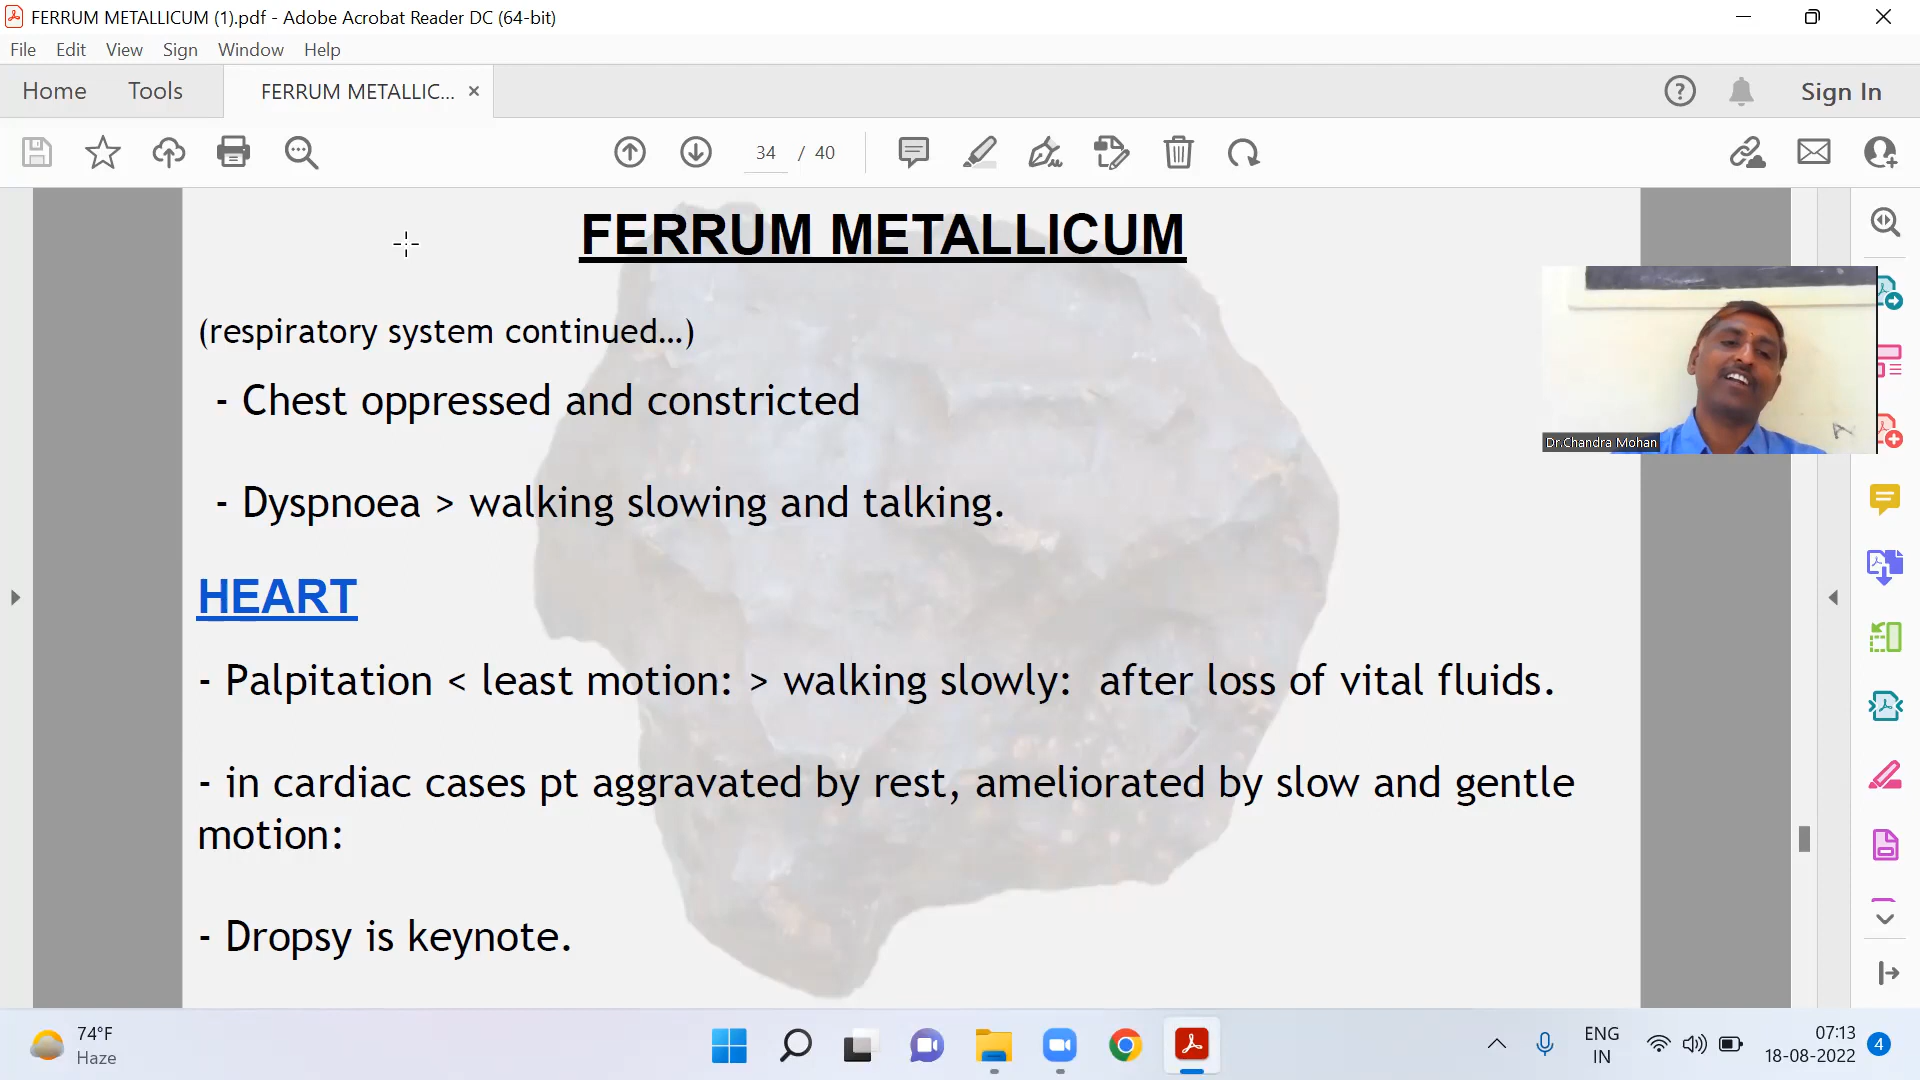 FERRUM METALLICUM (1).pdf - Adobe Acrobat Reader DC (64-bit)
File Edit View Sign Window Help
Home Tools FERRUM METALLIC... × Sign In
34 / 40
FERRUM METALLICUM
(respiratory system continued...)
- Chest oppressed and constricted
- Dyspnoea > walking slowing and talking.
HEART
- Palpitation < least motion: > walking slowly: after loss of vital fluids.
- in cardiac cases pt aggravated by rest, ameliorated by slow and gentle
motion:
- Dropsy is keynote.
Dr.Chandra Mohan
74°F
Haze
ENG
IN
07:13
18-08-2022
4